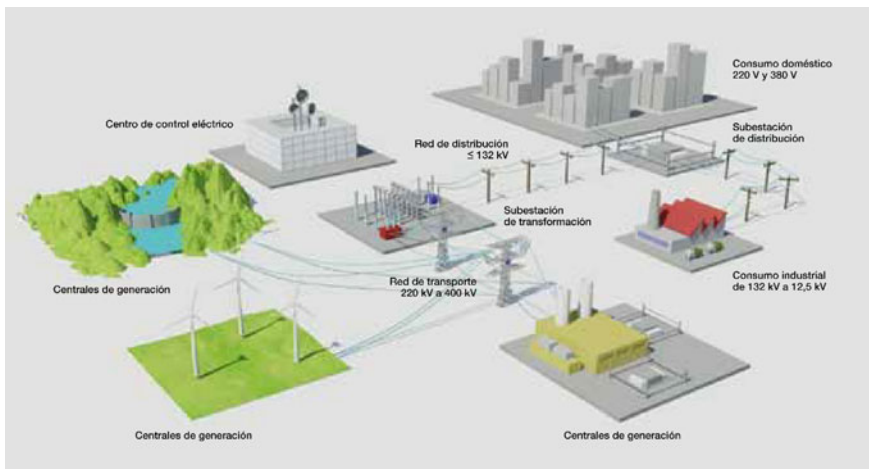 Consumo doméstico
220 V y 380 V
Centro de control eléctrico
Red de distribución
≤ 132 kV
Subestación
de distribución
Subestación
de transformación
Centrales de generación
Red de transporte
220 kV a 400 kV
Consumo industrial
de 132 kV a 12,5 kV
Centrales de generación
Centrales de generación